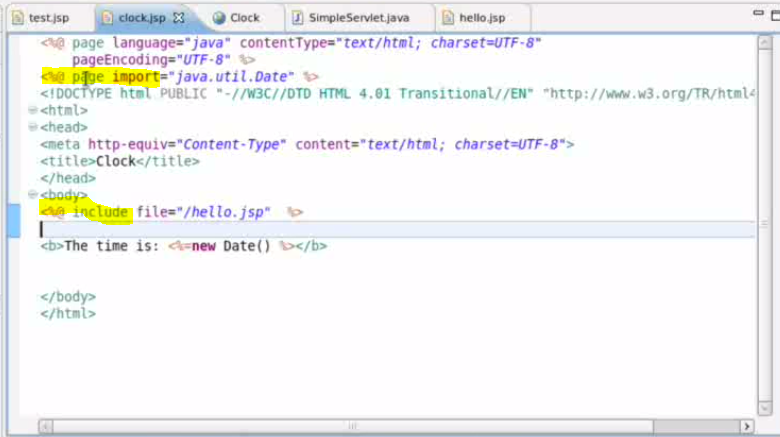 test.jsp clock.jsp Clock SimpleServlet.java hello.jsp
<%@ page language="java" contentType="text/html; charset=UTF-8"
pageEncoding="UTF-8" %>
<%@ page import="java.util.Date" %>
<!DOCTYPE html PUBLIC "-//W3C//DTD HTML 4.01 Transitional//EN" "http://www.w3.org/TR/html4
<html>
<head>
<meta http-equiv="Content-Type" content="text/html; charset=UTF-8">
<title>Clock</title>
</head>
<body>
<%@ include file="/hello.jsp" %>
<b>The time is: <%=new Date() %></b>
</body>
</html>